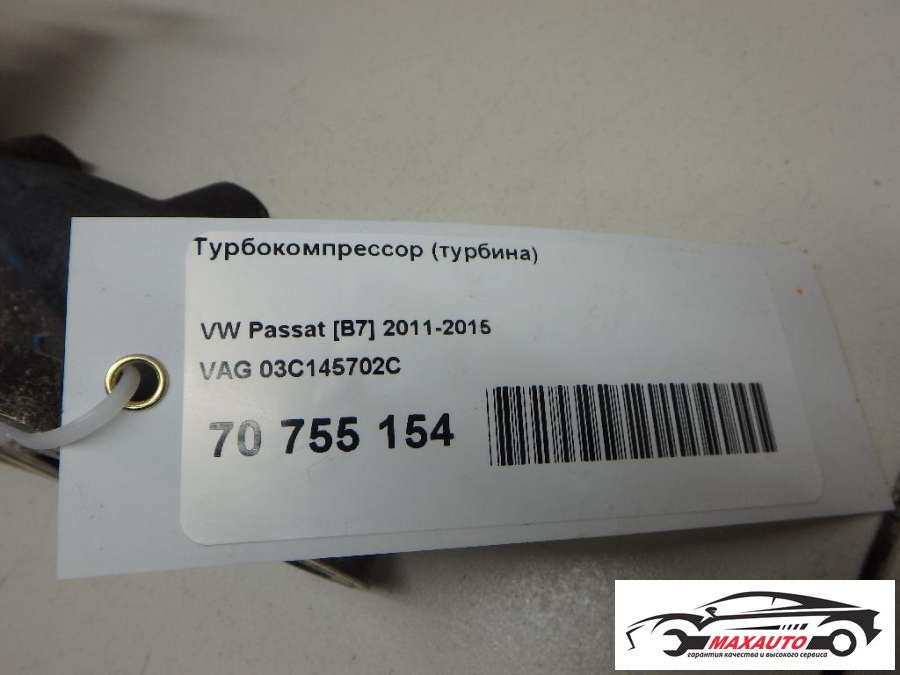 Турбокомпрессор (турбина)
VW Passat [B7] 2011-2015
VAG 03C145702C
70 755 154
MAXAUTO
гарантия качества и высокого сервиса